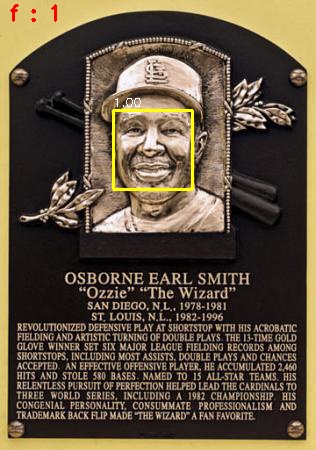 f : 1
1.00
OSBORNE EARL SMITH
"Ozzie" "The Wizard"
SAN DIEGO, N.L., 1978-1981
ST. LOUIS, N.L., 1982-1996
REVOLUTIONIZED DEFENSIVE PLAY AT SHORTSTOP WITH HIS ACROBATIC
FIELDING AND ARTISTIC TURNING OF DOUBLE PLAYS. THE 13-TIME GOLD
GLOVE WINNER SET SIX MAJOR LEAGUE FIELDING RECORDS AMONG
SHORTSTOPS, INCLUDING MOST ASSISTS, DOUBLE PLAYS AND CHANCES
ACCEPTED. AN EFFECTIVE OFFENSIVE PLAYER, HE ACCUMULATED 2,460
HITS AND STOLE 580 BASES. NAMED TO 15 ALL-STAR TEAMS. HIS
RELENTLESS PURSUIT OF PERFECTION HELPED LEAD THE CARDINALS TO
THREE WORLD SERIES, INCLUDING A 1982 CHAMPIONSHIP. HIS
CONGENIAL PERSONALITY, CONSUMMATE PROFESSIONALISM AND
TRADEMARK BACK FLIP MADE "THE WIZARD" A FAN FAVORITE.